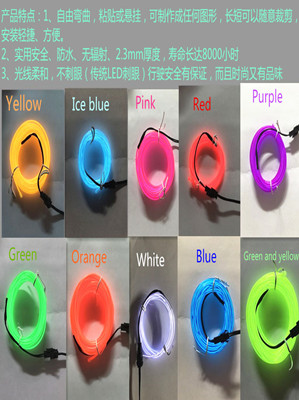 产品特点：1、自由弯曲，粘贴或悬挂，可制作成任何图形，长短可以随意裁剪，
安装轻捷、方便。
2、实用安全、防水、无辐射、2.3mm厚度，寿命长达8000小时
3、光线柔和，不刺眼（传统LED刺眼）行驶安全有保证，而且时尚又有品味
Yellow
Ice blue
Pink
Red
Purple
Green
Orange
White
Blue
Green and yellow